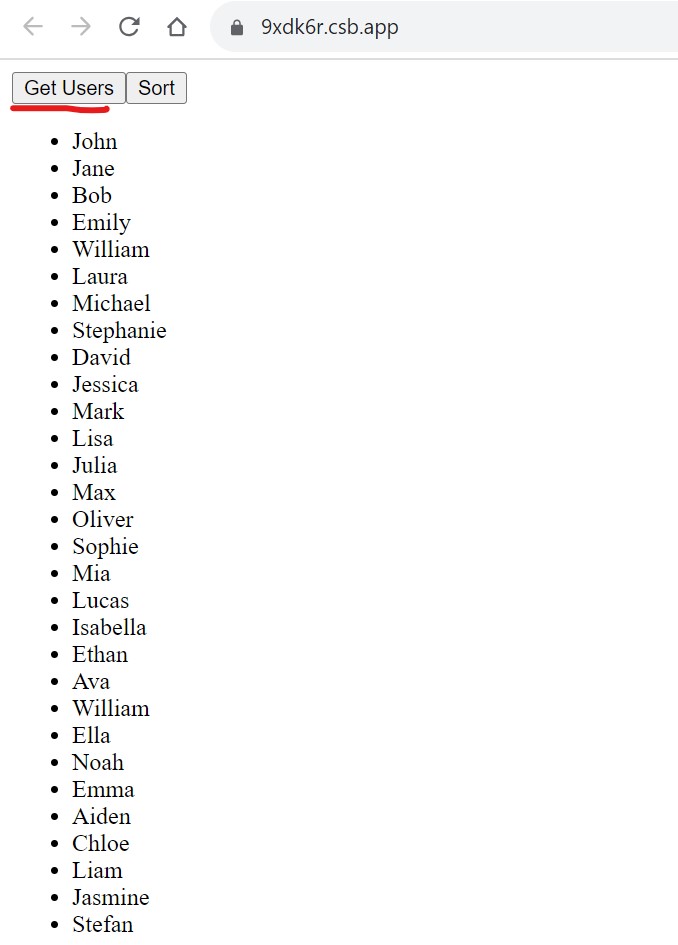 9xdk6r.csb.app
Get Users Sort
John
Jane
Bob
Emily
William
Laura
Michael
Stephanie
David
Jessica
Mark
Lisa
Julia
Max
Oliver
Sophie
Mia
Lucas
Isabella
Ethan
Ava
William
Ella
Noah
Emma
Aiden
Chloe
Liam
Jasmine
Stefan